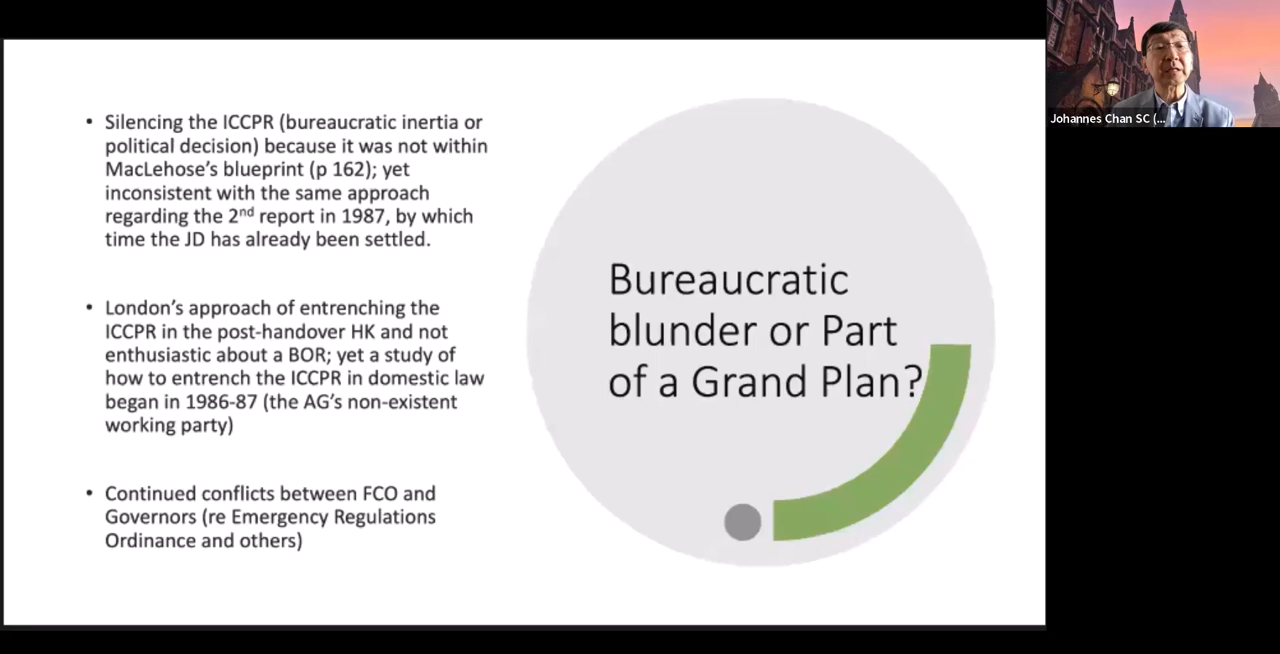 • Silencing the ICCPR (bureaucratic inertia or
political decision) because it was not within
MacLehose's blueprint (p 162); yet
inconsistent with the same approach
regarding the 2nd report in 1987, by which
time the JD has already been settled.
• London's approach of entrenching the
ICCPR in the post-handover HK and not
enthusiastic about a BOR; yet a study of
how to entrench the ICCPR in domestic law
began in 1986-87 (the AG's non-existent
working party)
• Continued conflicts between FCO and
Governors (re Emergency Regulations
Ordinance and others)
Bureaucratic
blunder or Part
of a Grand Plan?
Johannes Chan SC (...